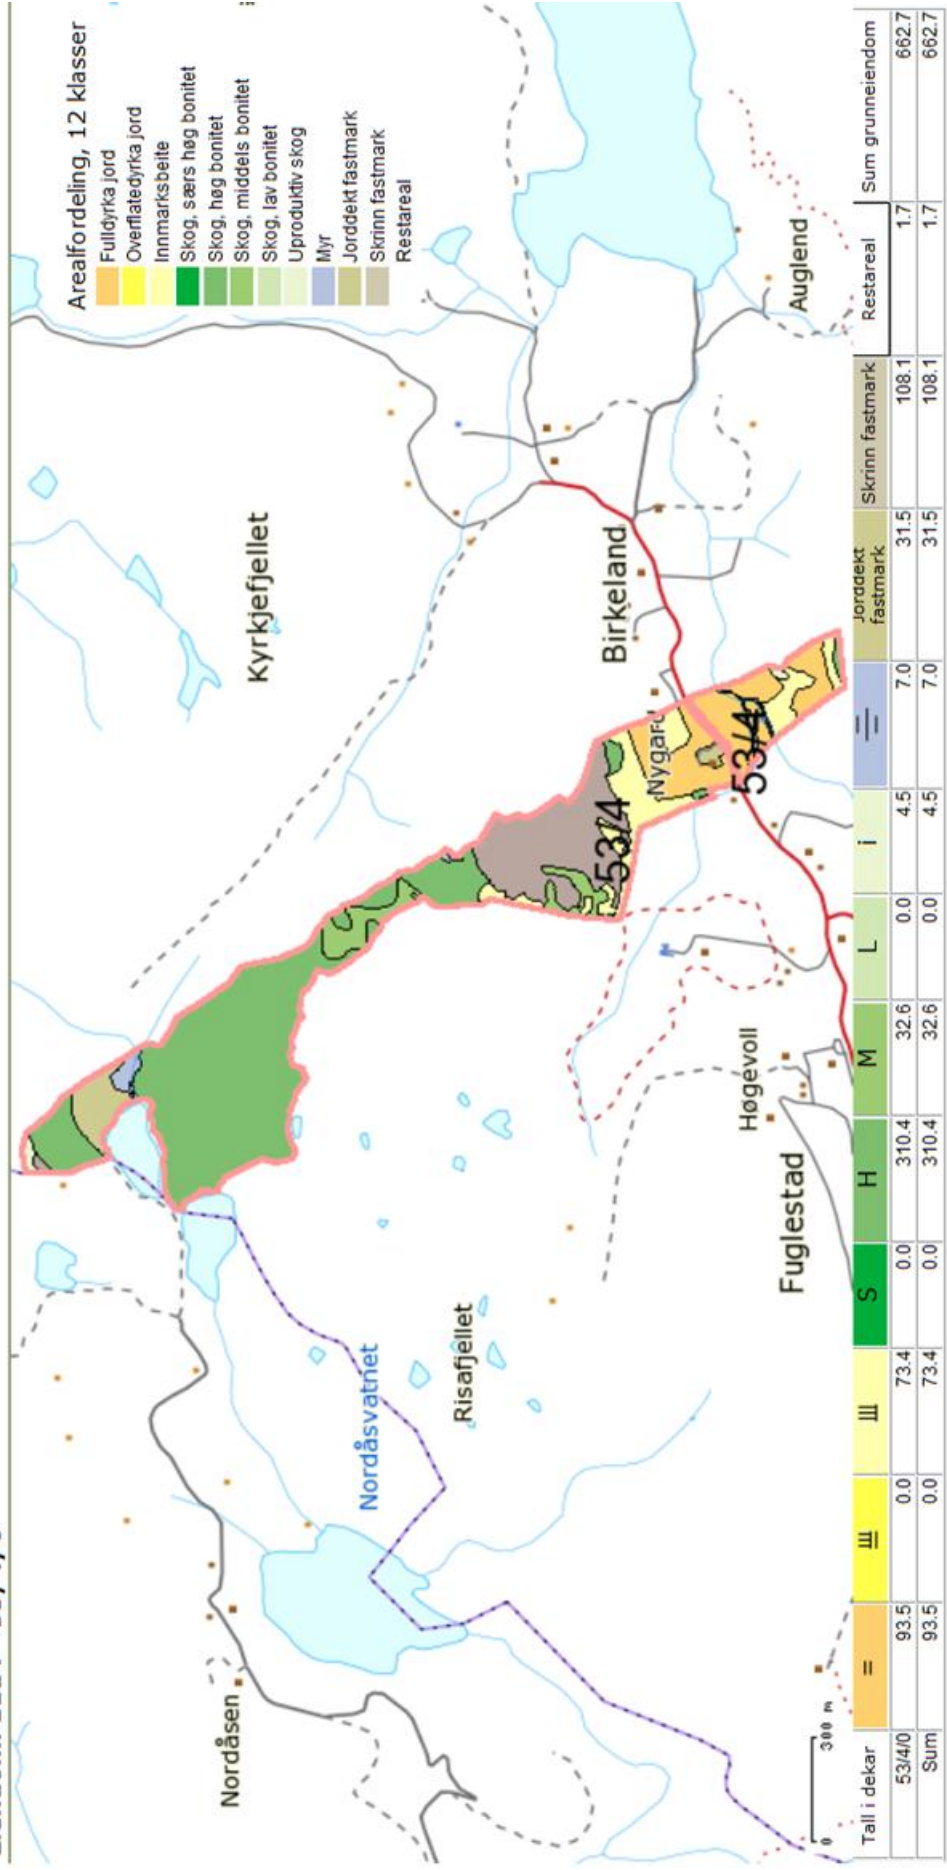 Arealfordeling, 12 klasser
Fulldyrka jord
Overflatedyrka jord
Innmarksbeite
Skog, særs høg bonitet
Skog, høg bonitet
Skog, middels bonitet
Skog, lav bonitet
Uproduktiv skog
Myr
Jorddekt fastmark
Skrinn fastmark
Restareal
Nordåsen
Kyrkjefjellet
Nordåsvatnet
Risafjellet
Birkeland
53/4
Nygard
53/4
Høgevoll
Fuglestad
Auglend
0 300 m
Tall i dekar S H M L i Jorddekt fastmark Skrinn fastmark Restareal Sum grunneiendom
53/4/0 93.5 0.0 73.4 0.0 310.4 32.6 0.0 4.5 7.0 31.5 108.1 1.7 662.7
Sum 93.5 0.0 73.4 0.0 310.4 32.6 0.0 4.5 7.0 31.5 108.1 1.7 662.7